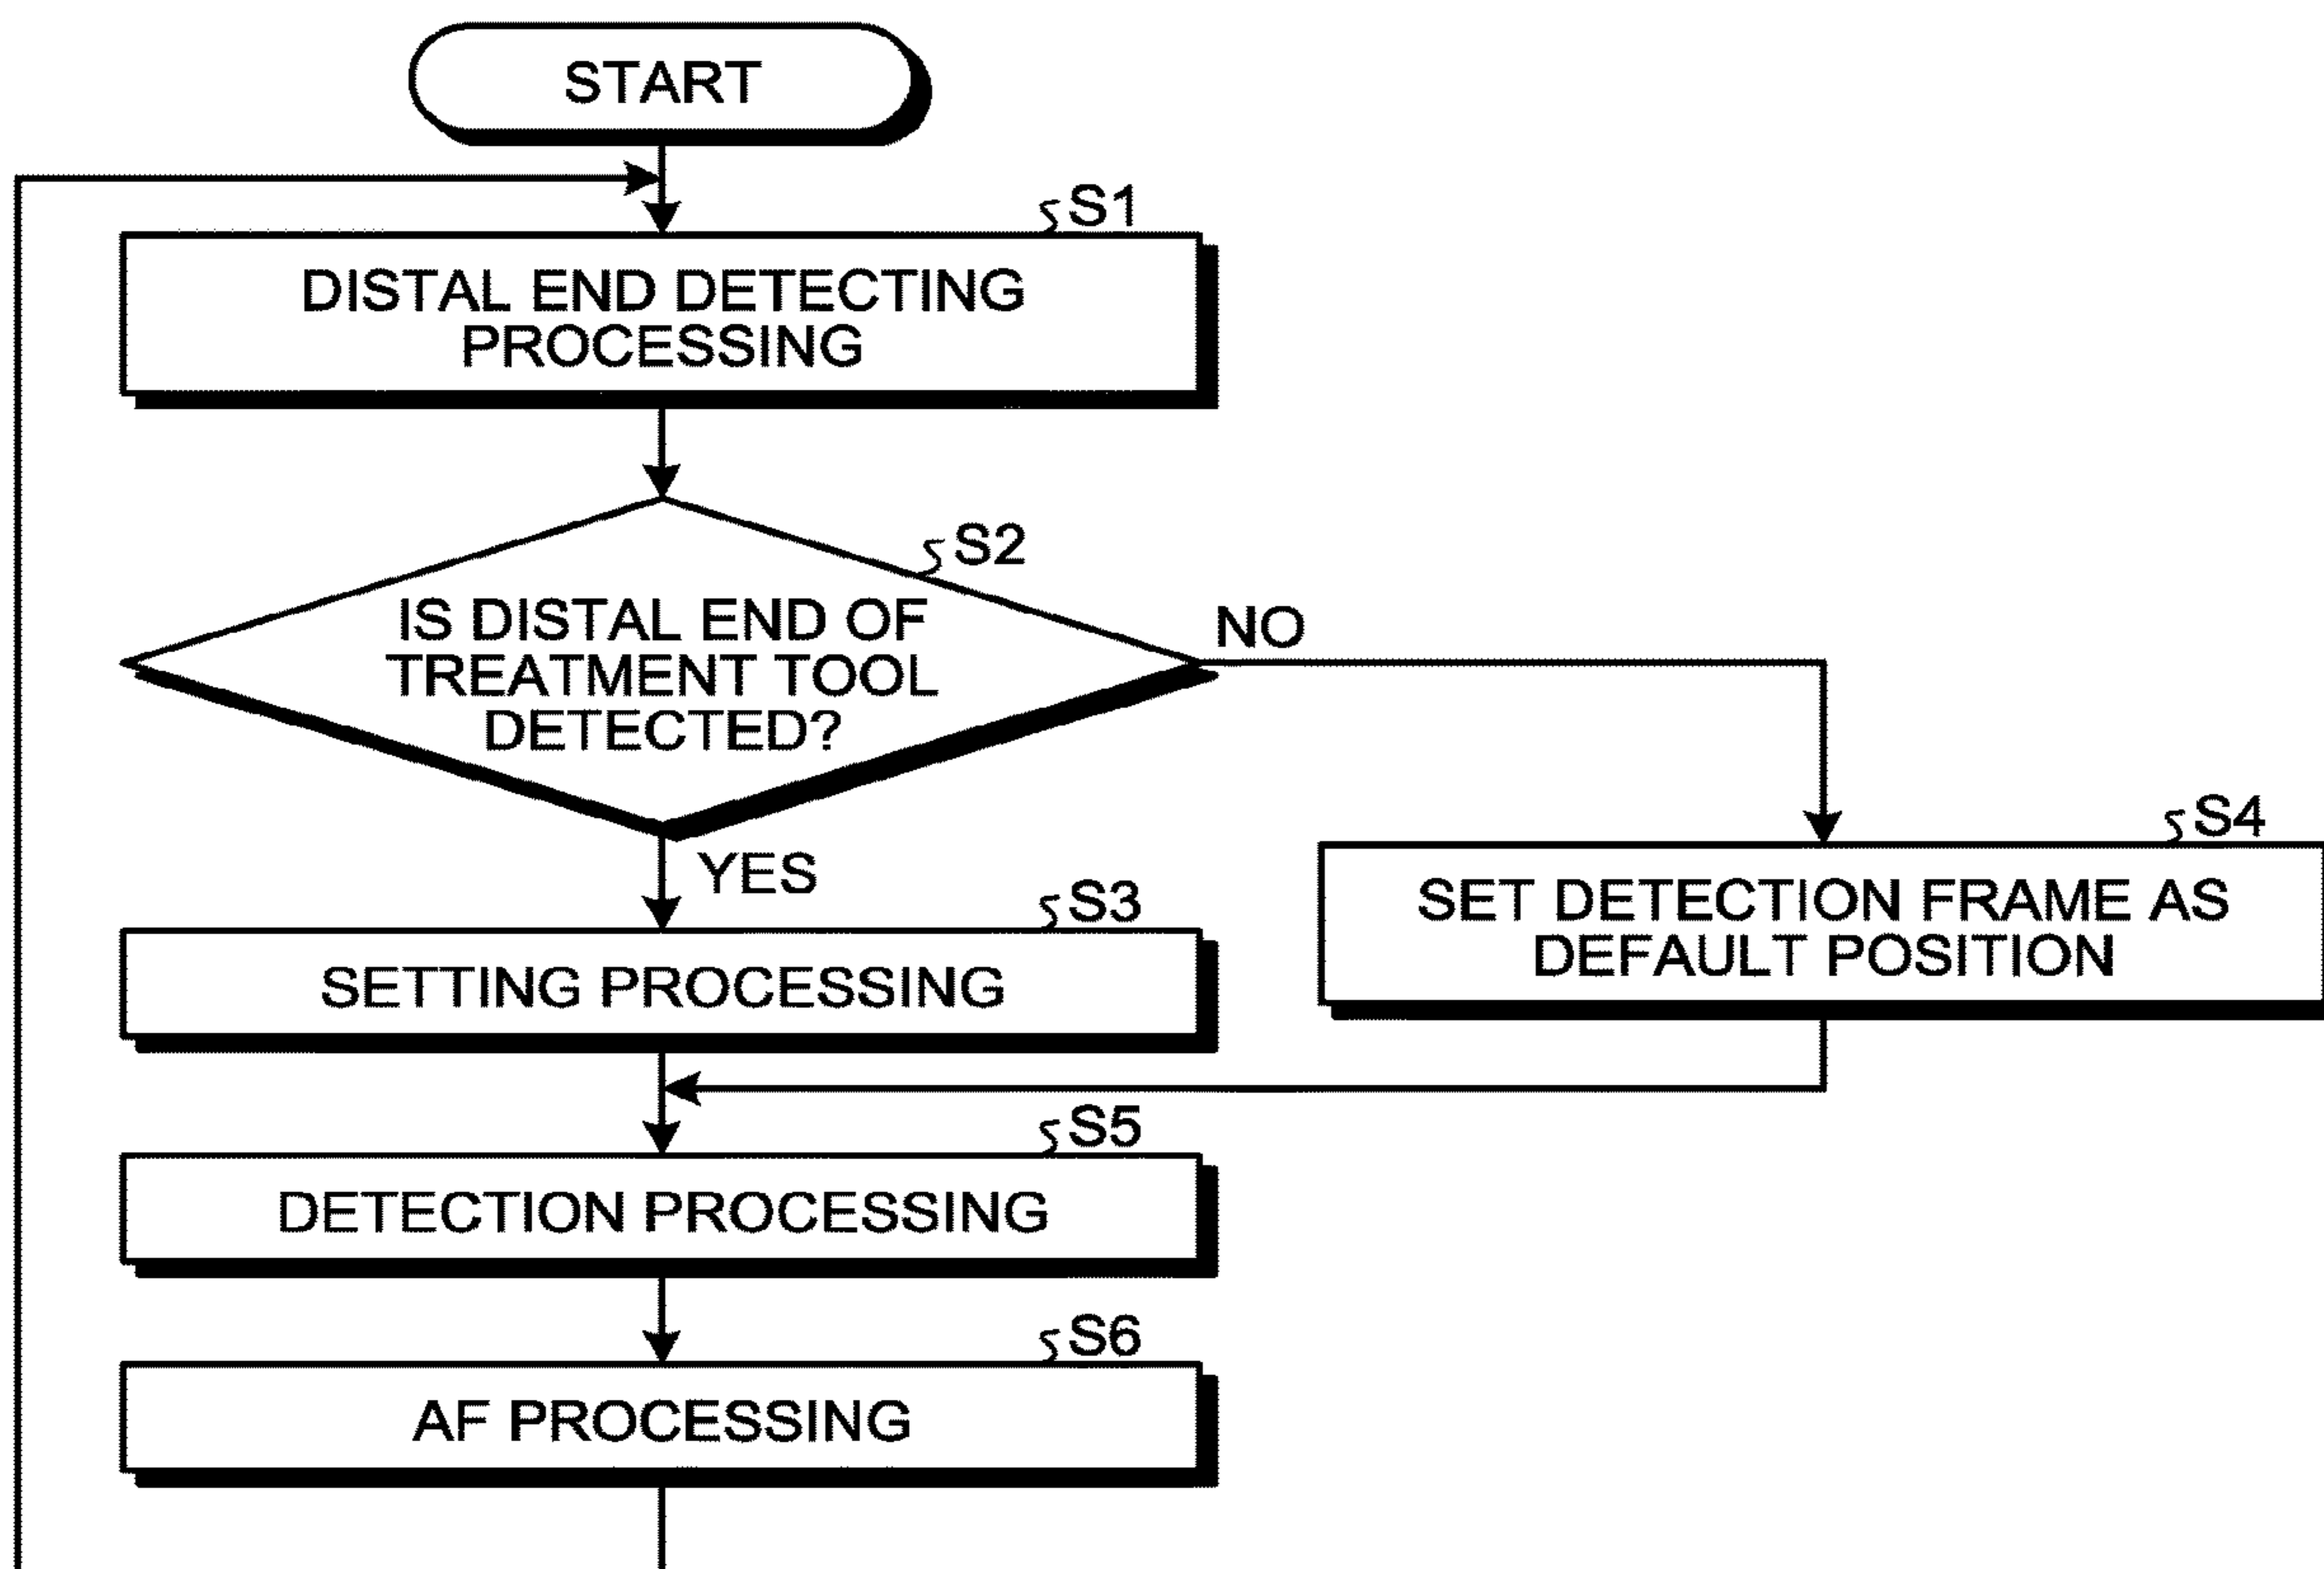 START
S1
DISTAL END DETECTING
PROCESSING
S2
IS DISTAL END OF
TREATMENT TOOL
DETECTED?
NO
YES
S4
SET DETECTION FRAME AS
DEFAULT POSITION
S3
SETTING PROCESSING
S5
DETECTION PROCESSING
S6
AF PROCESSING